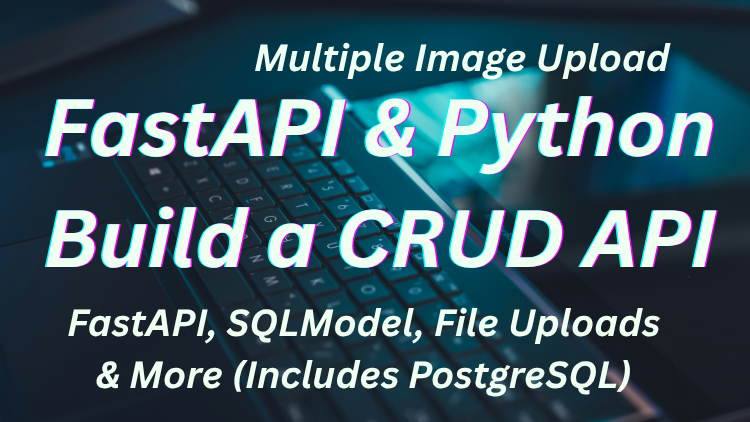 Multiple Image Upload
FastAPI & Python
Build a CRUD API
FastAPI, SQLModel, File Uploads
& More (Includes PostgreSQL)